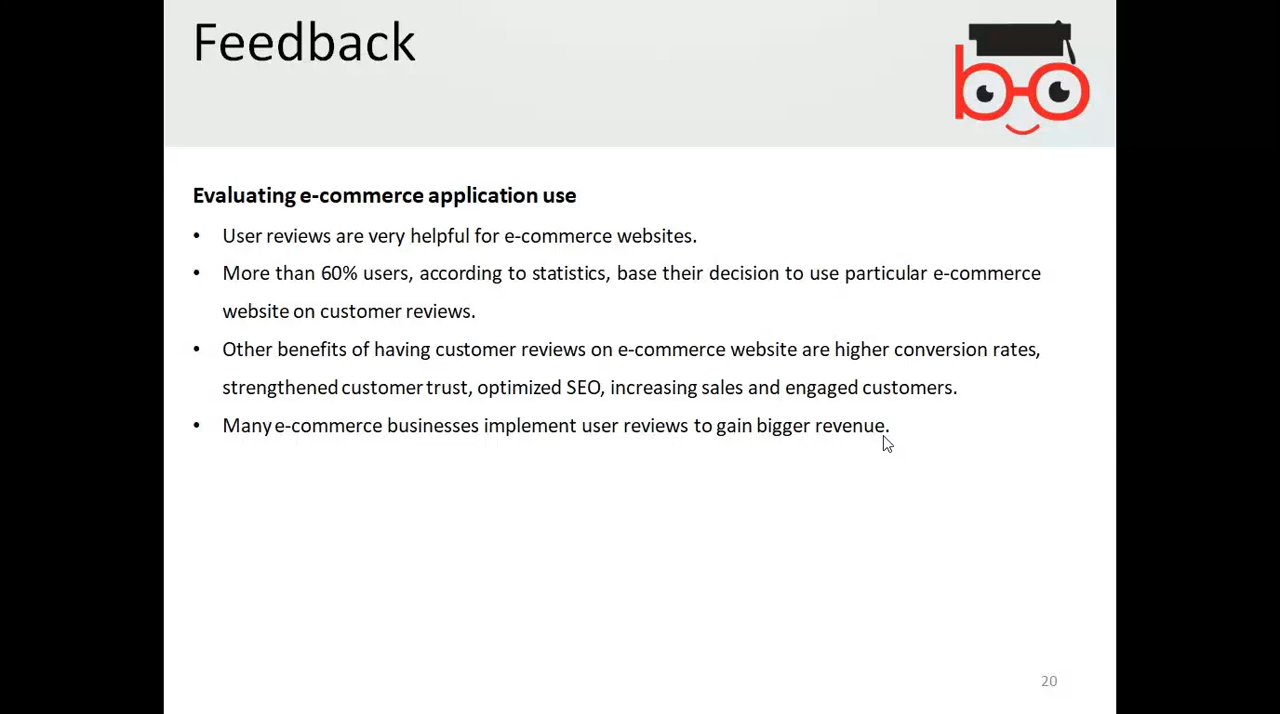 Feedback
Evaluating e-commerce application use
• User reviews are very helpful for e-commerce websites.
• More than 60% users, according to statistics, base their decision to use particular e-commerce
website on customer reviews.
• Other benefits of having customer reviews on e-commerce website are higher conversion rates,
strengthened customer trust, optimized SEO, increasing sales and engaged customers.
• Many e-commerce businesses implement user reviews to gain bigger revenue.
20